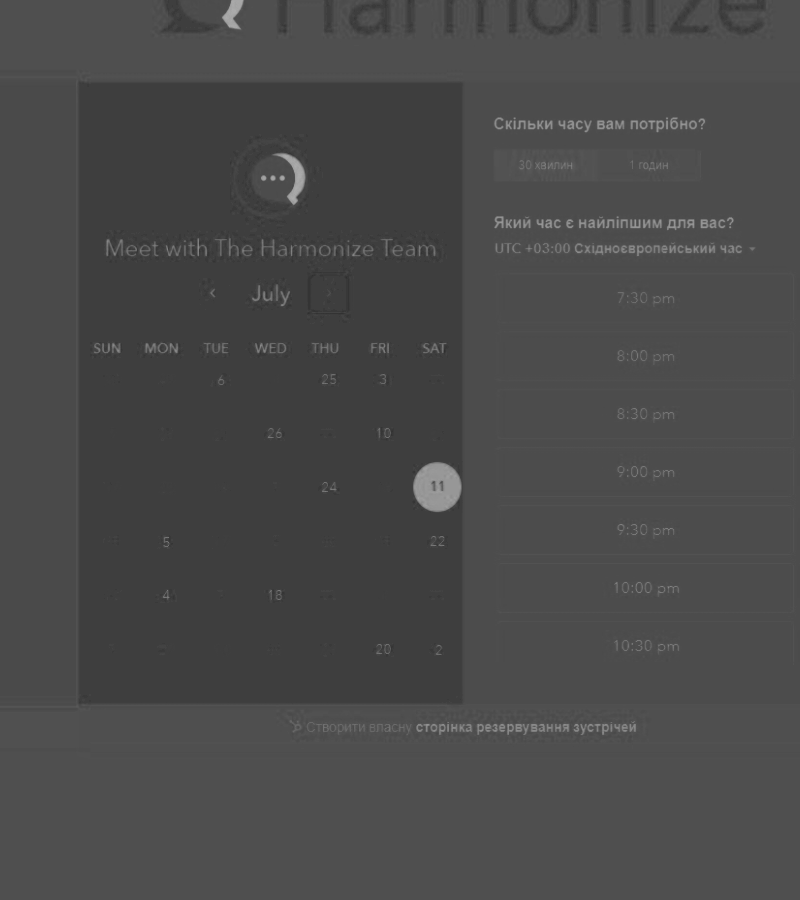 Harmonize
Скільки часу вам потрібно?
30 хвилин 1 годин
Meet with The Harmonize Team
Який час є найліпшим для вас?
UTC +03:00 Східноєвропейський час
July
7:30 pm
SUN MON TUE WED THU FRI SAT
6 25 3
8:00 pm
26 10
8:30 pm
24 11
9:00 pm
5 22
9:30 pm
4 18
10:00 pm
20 2
10:30 pm
Створити власну сторінка резервування зустрічей